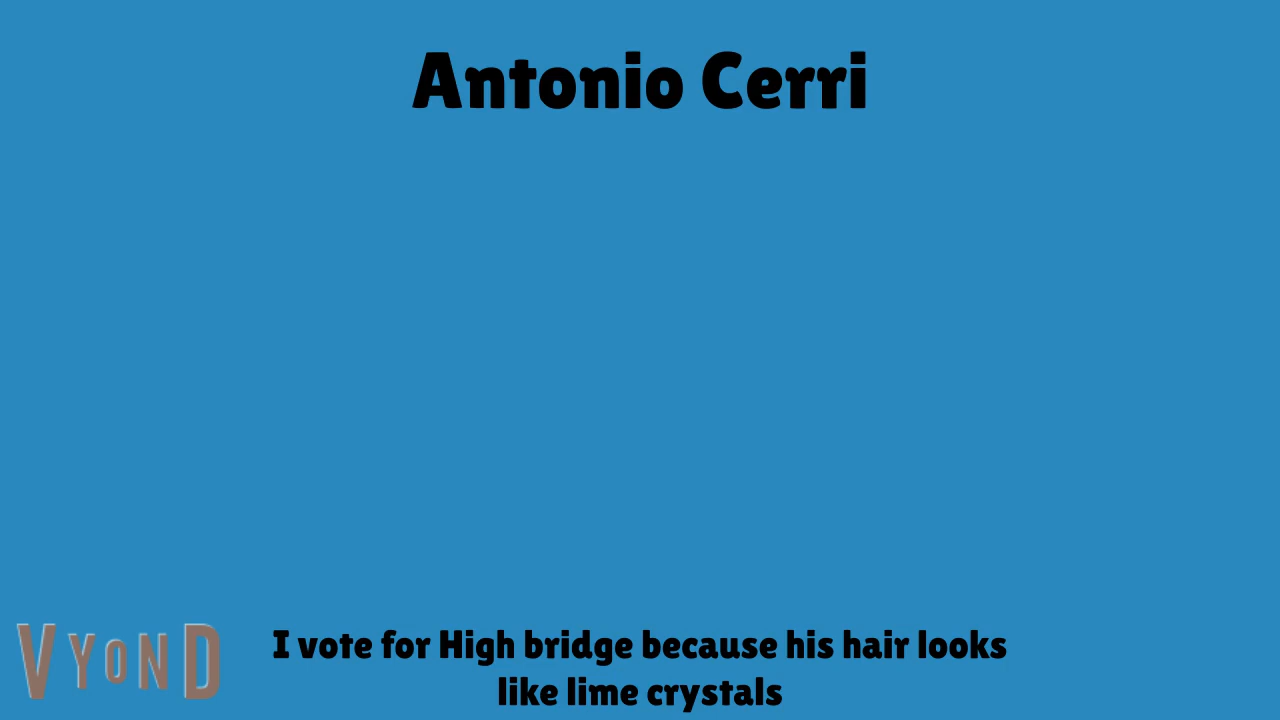 Antonio Cerri
I vote for High bridge because his hair looks
like lime crystals
VYOND